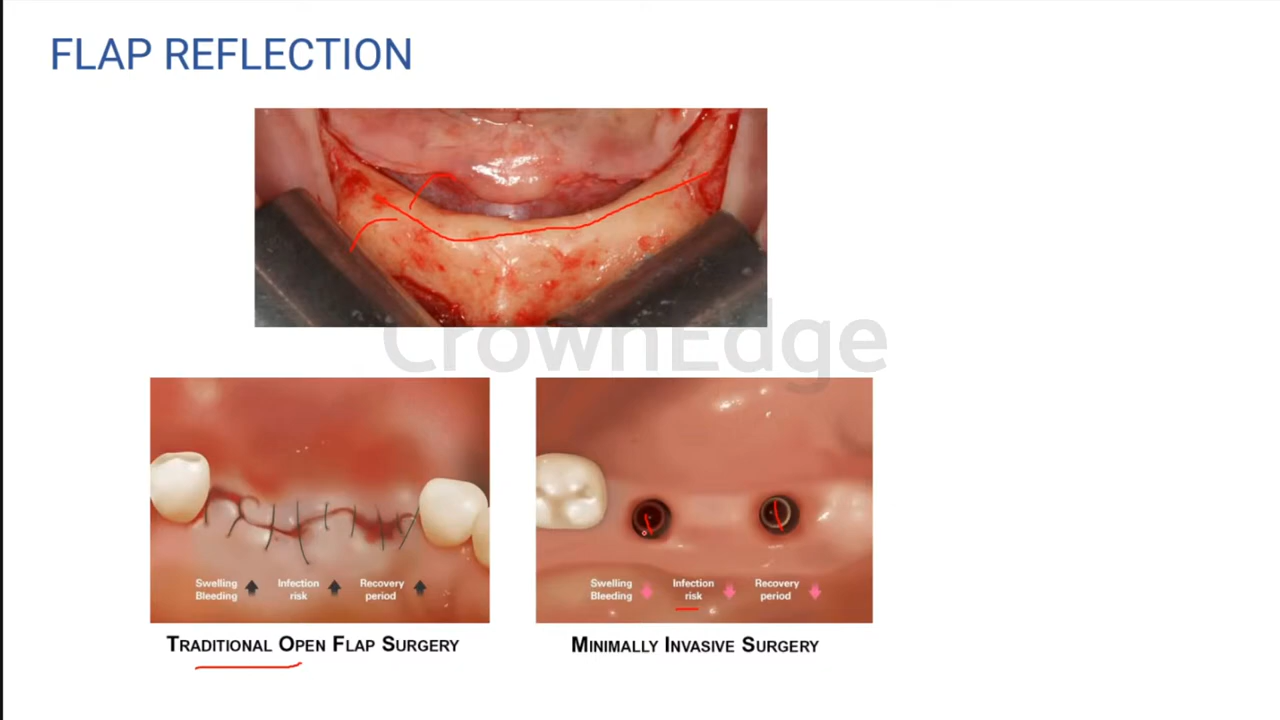 FLAP REFLECTION
CrownEdge
Swelling
Bleeding
Infection
risk
Recovery
period
Swelling
Bleeding
Infection
risk
Recovery
period
TRADITIONAL OPEN FLAP SURGERY
MINIMALLY INVASIVE SURGERY